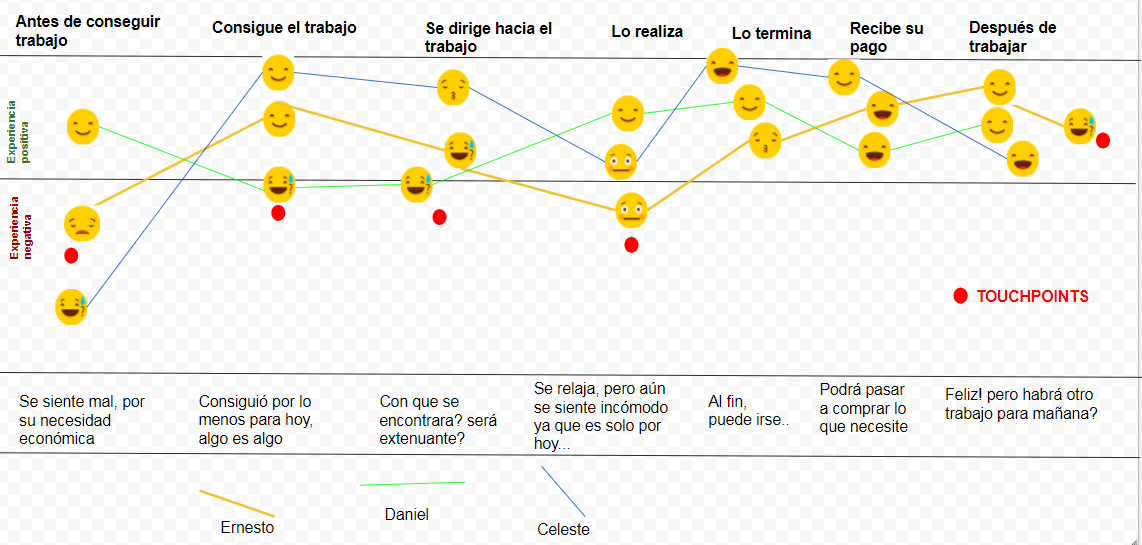 Antes de conseguir
trabajo
Consigue el trabajo
Se dirige hacia el
trabajo
Lo realiza
Lo termina
Recibe su
pago
Después de
trabajar
Experiencia
positiva
Experiencia
negativa
TOUCHPOINTS
Se siente mal, por
su necesidad
económica
Consiguió por lo
menos para hoy,
algo es algo
Con que se
encontrara? será
extenuante?
Se relaja, pero aún
se siente incómodo
ya que es solo por
hoy...
Al fin,
puede irse..
Podrá pasar
a comprar lo
que necesite
Feliz! pero habrá otro
trabajo para mañana?
Ernesto
Daniel
Celeste